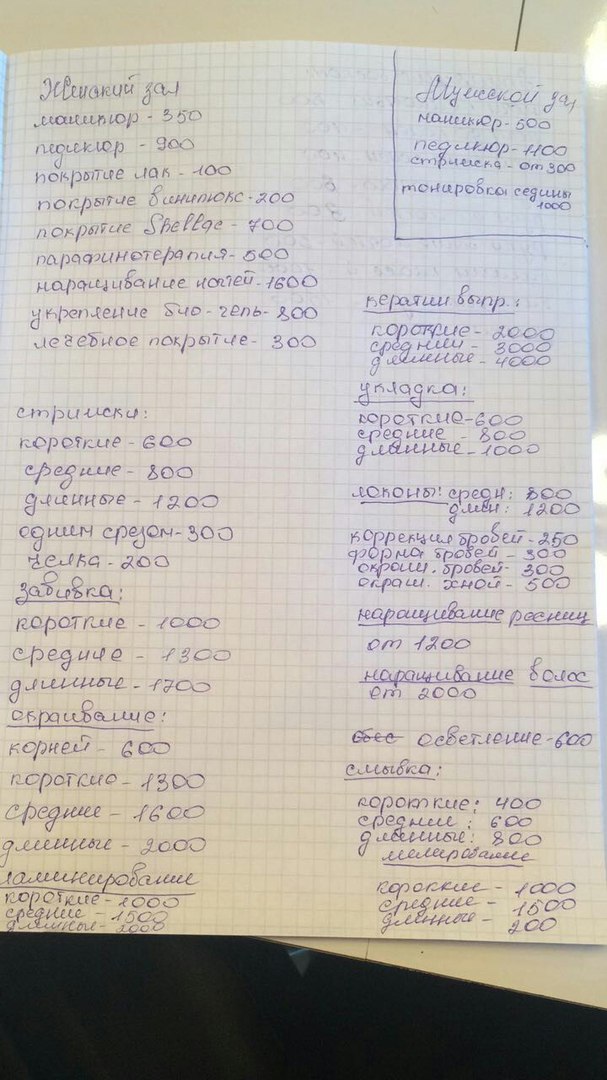 Женский зал
маникюр - 350
педикюр - 900
покрытие лак - 100
покрытие винилюкс - 200
покрытие Shellac - 700
парафинотерапия - 500
наращивание ногтей - 1600
укрепление био-гель - 800
лечебное покрытие - 300
стрижки:
короткие - 600
средние - 800
длинные - 1200
одним срезом - 300
челка - 200
завивка:
короткие - 1000
средние - 1300
длинные - 1700
окрашивание:
корней - 600
короткие - 1300
средние - 1600
длинные - 2000
ламинирование
короткие - 1000
средние - 1500
длинные - 2000
Мужской зал
маникюр - 500
педикюр - 1100
стрижка - от 300
тонировка седины
1000
кератин выпр.:
короткие - 2000
средний - 3000
длинные - 4000
укладка:
короткие - 600
средние - 800
длинные - 1000
локоны: средн: 800
длин: 1200
коррекция бровей - 250
форма бровей - 300
окраш. бровей - 300
окраш. хной - 500
наращивание ресниц
от 1200
наращивание волос
от 2000
осветление - 600
смывка:
короткие: 400
средние: 600
длинные: 800
мелирование
короткие - 1000
средние - 1500
длинные - 200